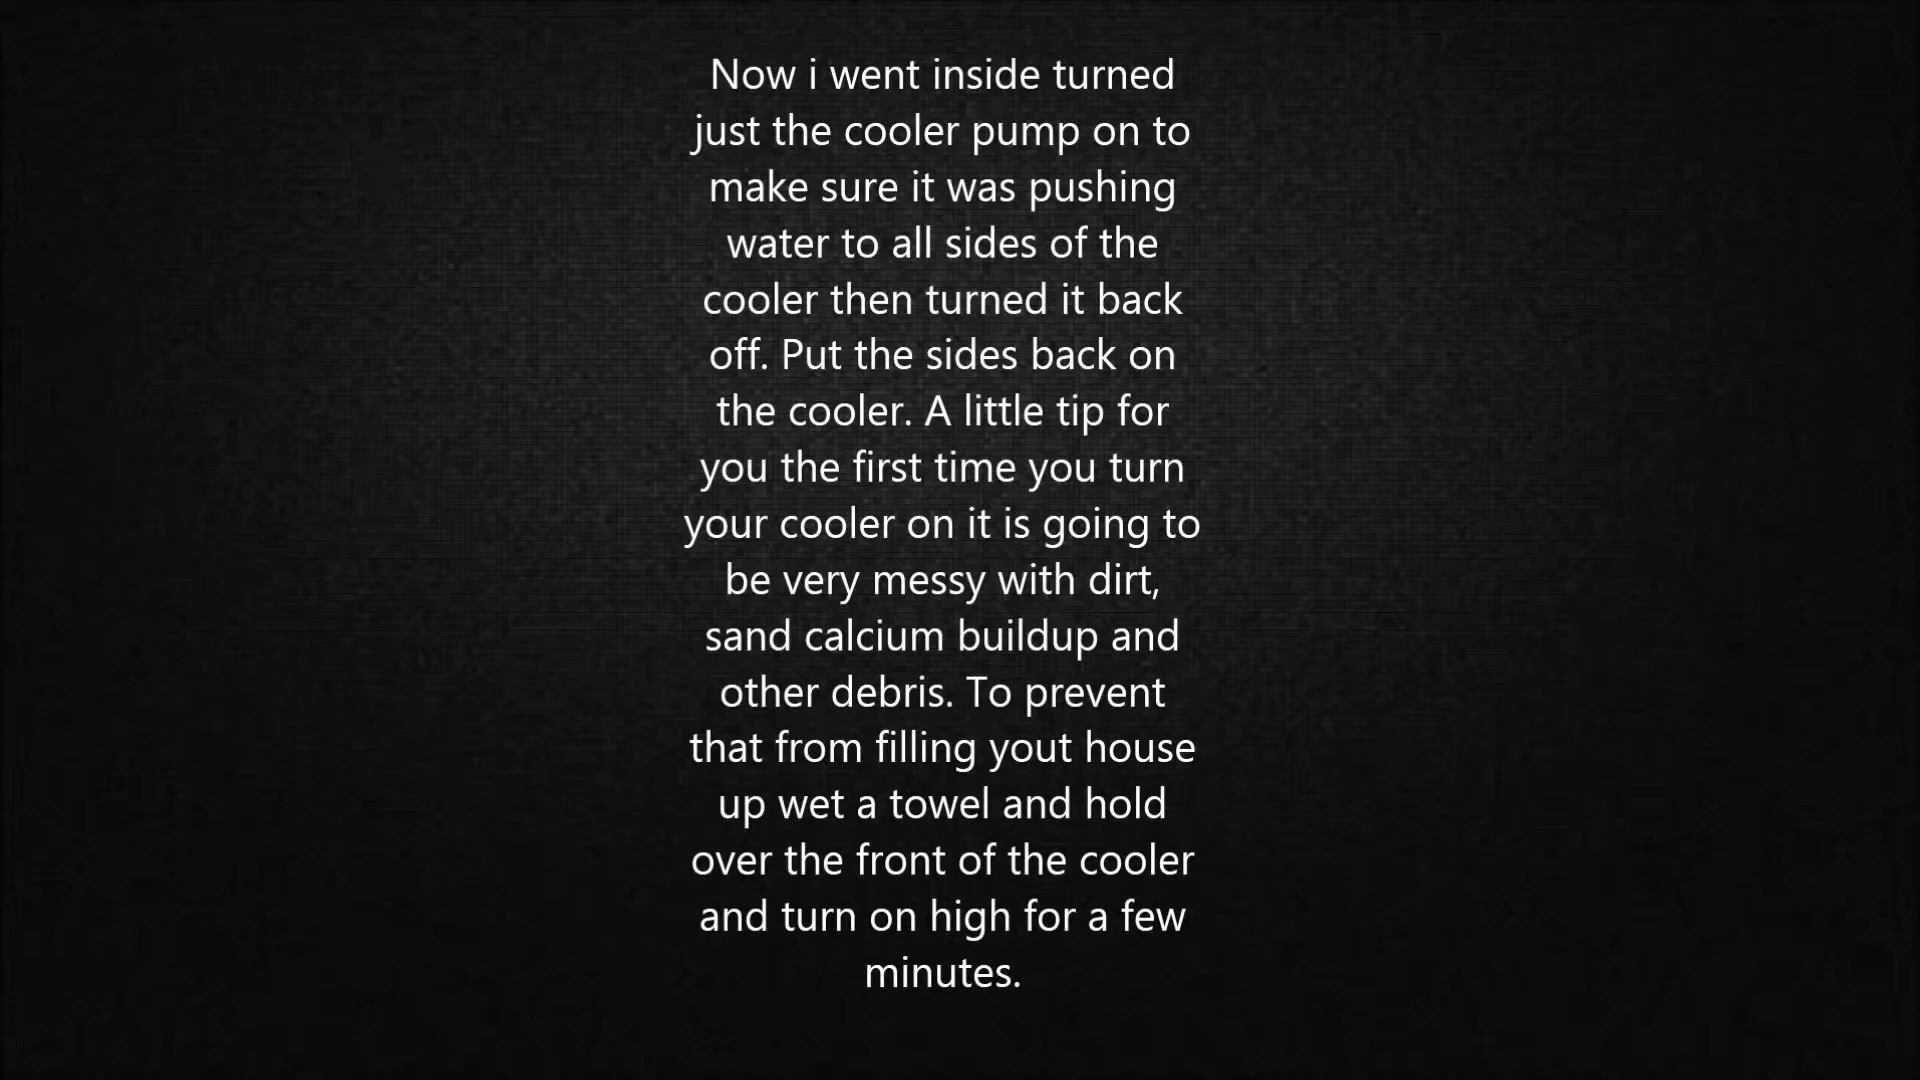 Now i went inside turned
just the cooler pump on to
make sure it was pushing
water to all sides of the
cooler then turned it back
off. Put the sides back on
the cooler. A little tip for
you the first time you turn
your cooler on it is going to
be very messy with dirt,
sand calcium buildup and
other debris. To prevent
that from filling yout house
up wet a towel and hold
over the front of the cooler
and turn on high for a few
minutes.